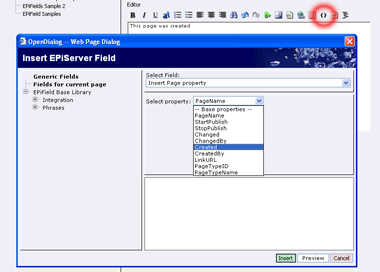 EPiFields Sample 2
EPiFields Samples
Editor
B I U
This page was created
OpenDialog -- Web Page Dialog
Insert EPiServer Field
Generic Fields
Fields for current page
EPiField Base Library
Integration
Phrases
Select Field:
Insert Page property
Select property: PageName
-- Base properties --
PageName
StartPublish
StopPublish
Changed
ChangedBy
Created
CreatedBy
LinkURL
PageTypeID
PageTypeName
Insert Preview Cancel